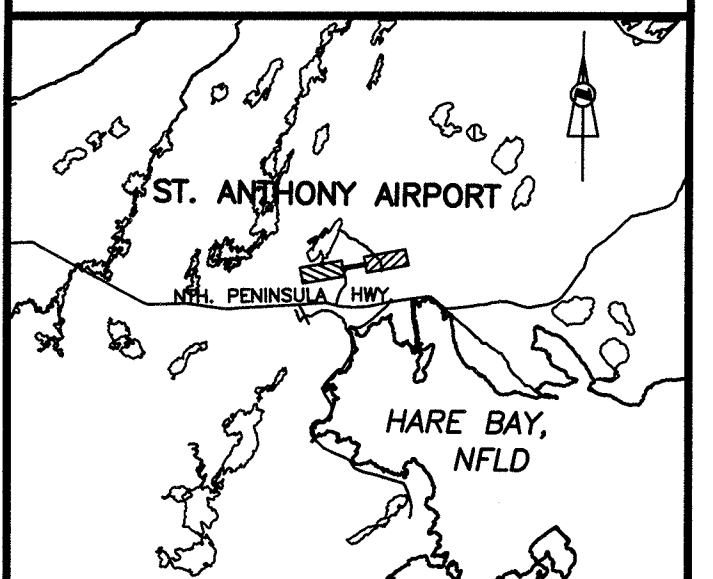 ST. ANTHONY AIRPORT
NTH. PENINSULA HWY
HARE BAY,
NFLD